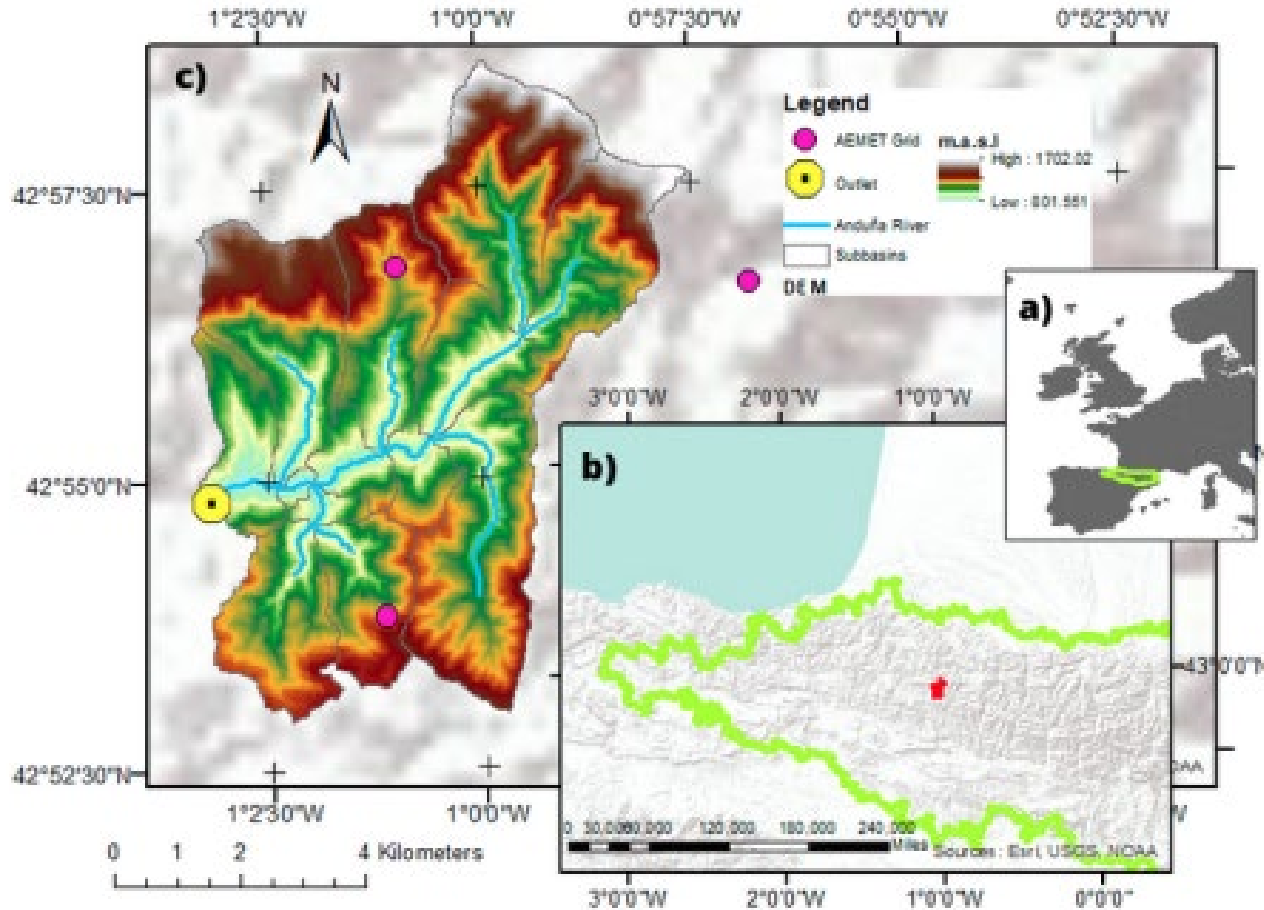 1°2'30"W 1°0'0"W 0°57'30"W 0°55'0"W 0°52'30"W
c)
N
Legend
AEMET Grid
Outlet
Anduña River
Subbasins
DEM
m.a.s.l
High : 1702.02
Low : 801.551
42°57'30"N
42°55'0"N
42°52'30"N
1°2'30"W 1°0'0"W
0 1 2 4 Kilometers
a)
3°0'0"W 2°0'0"W 1°0'0"W
b)
43°0'0"N
0 30,000 60,000 120,000 180,000 240,000
Miles
Sources: Esri, USGS, NOAA
3°0'0"W 2°0'0"W 1°0'0"W 0°0'0"